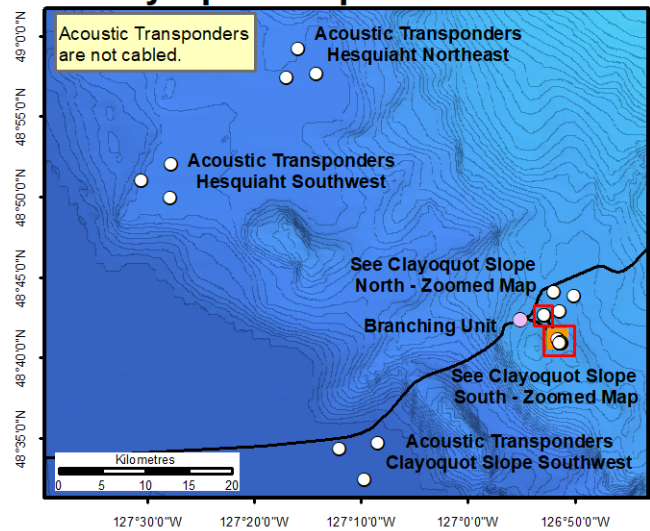 Acoustic Transponders
are not cabled.
Acoustic Transponders
Hesquiaht Northeast
Acoustic Transponders
Hesquiaht Southwest
See Clayoquot Slope
North - Zoomed Map
Branching Unit
See Clayoquot Slope
South - Zoomed Map
Acoustic Transponders
Clayoquot Slope Southwest
Kilometres
0 5 10 15 20
49°0'0"N
48°55'0"N
48°50'0"N
48°45'0"N
48°40'0"N
48°35'0"N
127°30'0"W 127°20'0"W 127°10'0"W 127°0'0"W 126°50'0"W